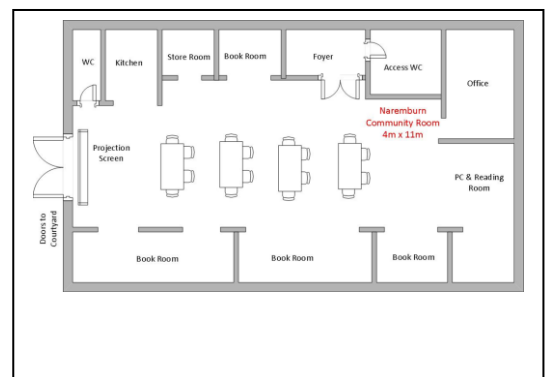 WC
Kitchen
Store Room
Book Room
Foyer
Access WC
Office
Naremburn
Community Room
4m x 11m
Projection
Screen
PC & Reading
Room
Doors to
Courtyard
Book Room
Book Room
Book Room